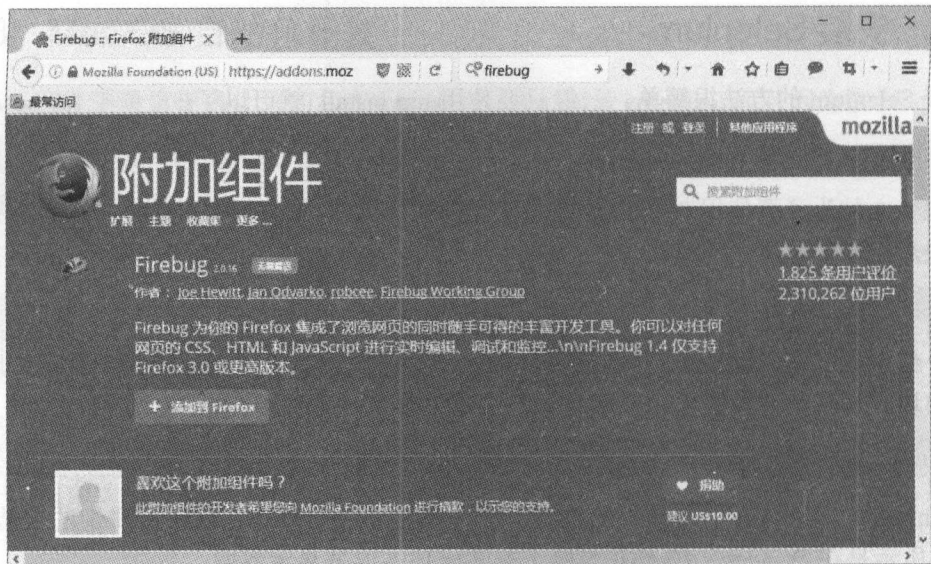 Firebug :: Firefox 附加组件
Mozilla Foundation (US) https://addons.moz firebug
最常访问
注册 或 登录 其他应用程序 mozilla
附加组件
搜索附加组件
扩展 主题 收藏集 更多...
Firebug 2.0.16 无需重启
作者： Joe Hewitt, Jan Odvarko, robcee, Firebug Working Group
1,825 条用户评价
2,310,262 位用户
Firebug 为你的 Firefox 集成了浏览网页的同时随手可得的丰富开发工具。你可以对任何
网页的 CSS、HTML 和 JavaScript 进行实时编辑、调试和监控...\n\nFirebug 1.4 仅支持
Firefox 3.0 或更高版本。
添加到 Firefox
喜欢这个附加组件吗？
此附加组件的开发者希望您向 Mozilla Foundation 进行捐款，以示您的支持。
捐助
建议 US$10.00